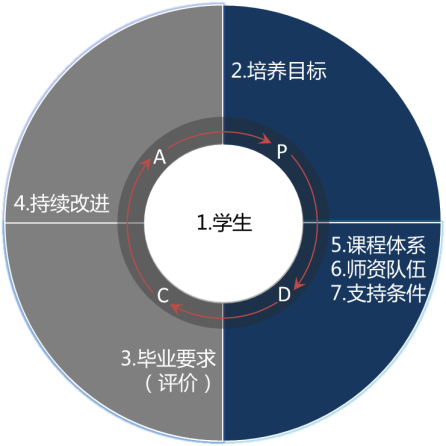 2.培养目标
A
P
4.持续改进
1.学生
5.课程体系
6.师资队伍
7.支持条件
C
D
3.毕业要求
（评价）